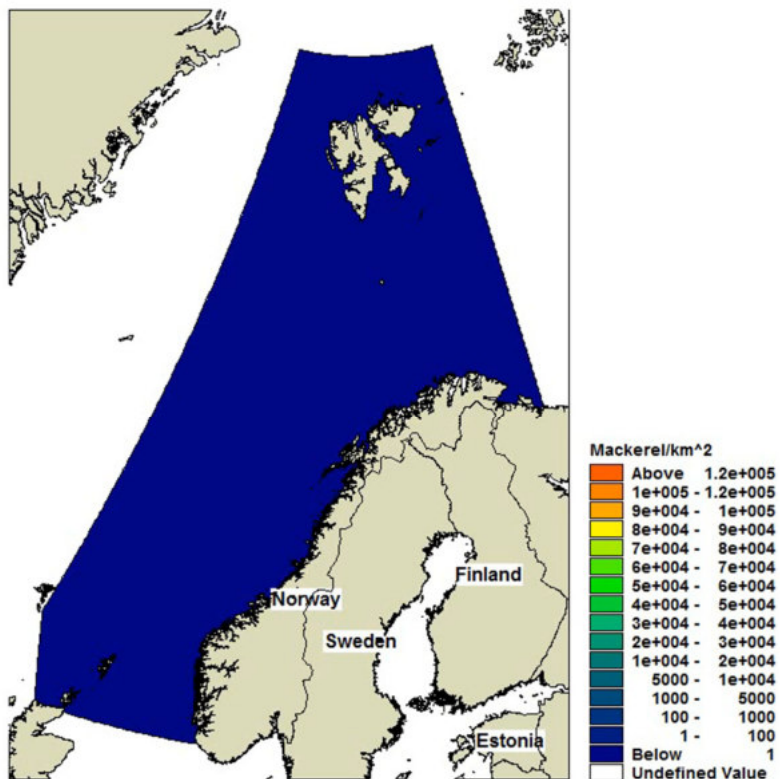 Finland
Norway
Sweden
Estonia
Mackerel/km^2
Above 1.2e+005
1e+005 - 1.2e+005
9e+004 - 1e+005
8e+004 - 9e+004
7e+004 - 8e+004
6e+004 - 7e+004
5e+004 - 6e+004
4e+004 - 5e+004
3e+004 - 4e+004
2e+004 - 3e+004
1e+004 - 2e+004
5000 - 1e+004
1000 - 5000
100 - 1000
1 - 100
Below 1
Undefined Value